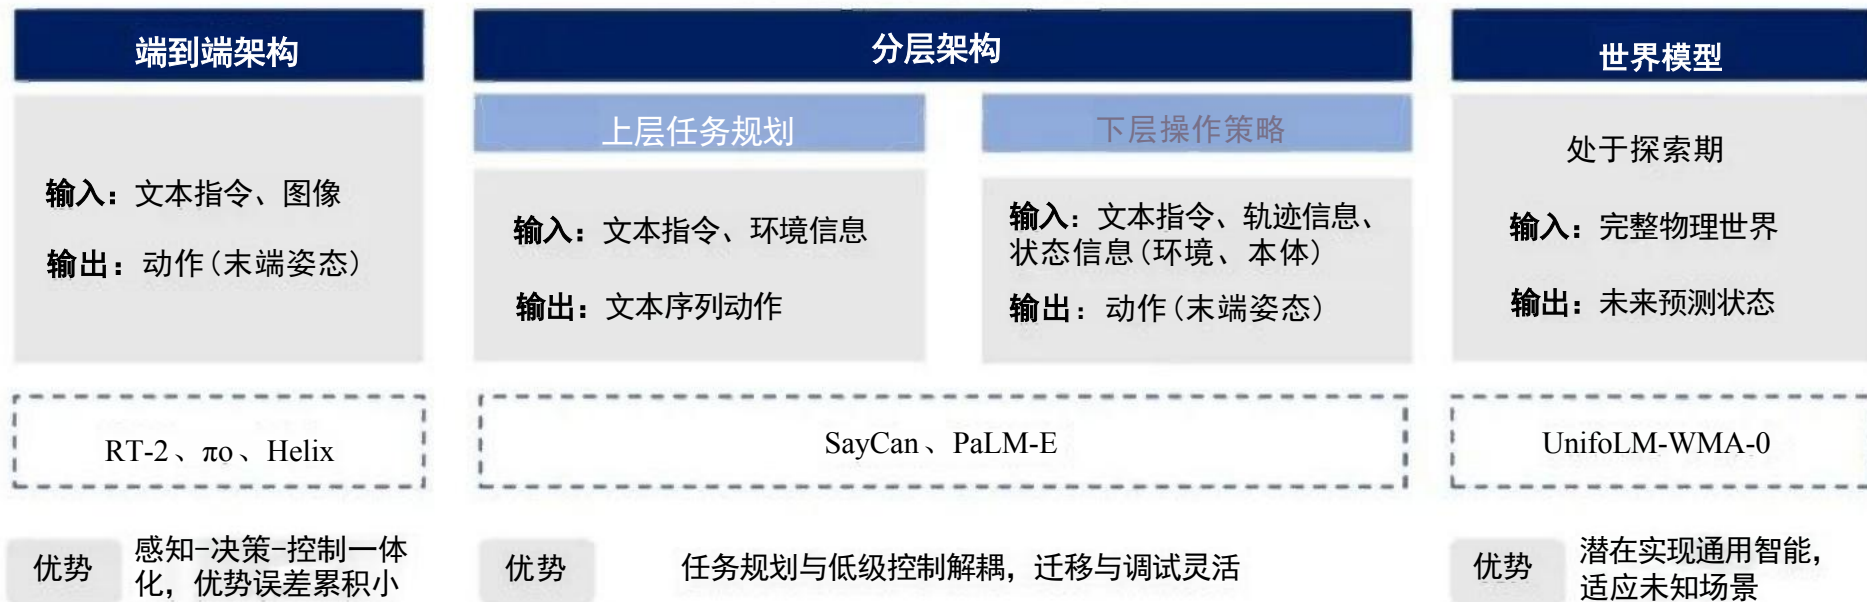 端到端架构
输入：文本指令、图像
输出：动作(末端姿态)
RT-2、πo、Helix
优势
感知-决策-控制一体
化，优势误差累积小
分层架构
上层任务规划
输入：文本指令、环境信息
输出：文本序列动作
下层操作策略
输入：文本指令、轨迹信息、
状态信息(环境、本体)
输出：动作(末端姿态)
SayCan、PaLM-E
优势
任务规划与低级控制解耦，迁移与调试灵活
世界模型
处于探索期
输入：完整物理世界
输出：未来预测状态
UnifoLM-WMA-0
优势
潜在实现通用智能，
适应未知场景